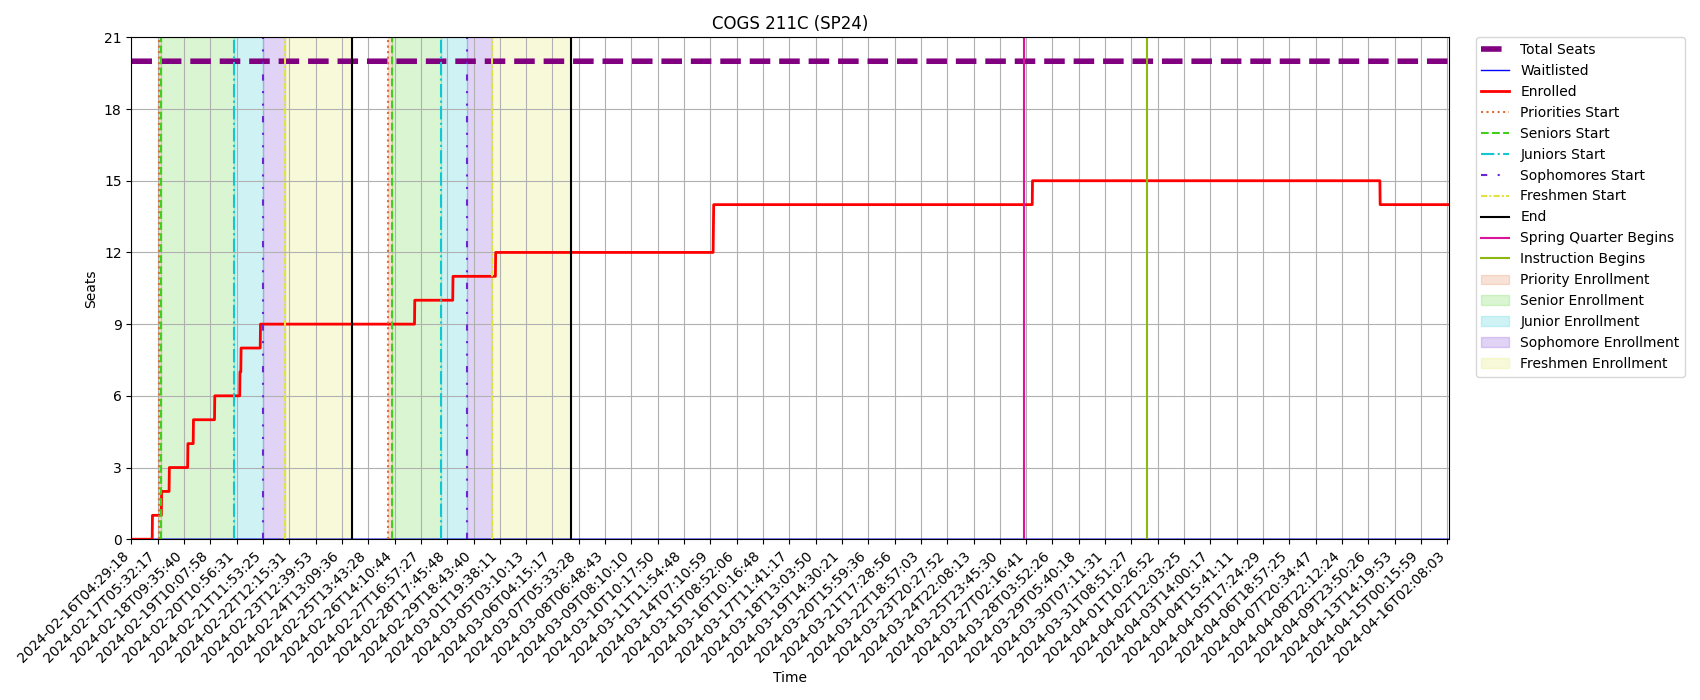 COGS 211C (SP24)
21
18
15
12
9
6
3
0
Seats
2024-02-16T04:29:18
2024-02-17T05:32:17
2024-02-18T09:35:40
2024-02-19T10:07:58
2024-02-20T10:56:31
2024-02-21T11:53:25
2024-02-22T12:15:31
2024-02-23T12:39:53
2024-02-24T13:09:36
2024-02-25T13:43:28
2024-02-26T14:10:44
2024-02-27T16:57:27
2024-02-28T17:45:48
2024-02-29T18:43:40
2024-03-01T19:38:11
2024-03-05T03:10:13
2024-03-06T04:15:17
2024-03-07T05:33:28
2024-03-08T06:48:43
2024-03-09T08:10:10
2024-03-10T10:17:50
2024-03-11T11:54:48
2024-03-14T07:10:59
2024-03-15T08:52:06
2024-03-16T10:16:48
2024-03-17T11:41:17
2024-03-18T13:03:50
2024-03-19T14:30:21
2024-03-20T15:59:36
2024-03-21T17:28:56
2024-03-22T18:57:03
2024-03-23T20:27:52
2024-03-24T22:08:13
2024-03-25T23:45:30
2024-03-27T02:16:41
2024-03-28T03:52:26
2024-03-29T05:40:18
2024-03-30T07:11:31
2024-03-31T08:51:27
2024-04-01T10:26:52
2024-04-02T12:03:25
2024-04-03T14:00:17
2024-04-04T15:41:11
2024-04-05T17:24:29
2024-04-06T18:57:25
2024-04-07T20:34:47
2024-04-08T22:12:24
2024-04-09T23:50:26
2024-04-13T14:19:53
2024-04-15T00:15:59
2024-04-16T02:08:03
Time
Total Seats
Waitlisted
Enrolled
Priorities Start
Seniors Start
Juniors Start
Sophomores Start
Freshmen Start
End
Spring Quarter Begins
Instruction Begins
Priority Enrollment
Senior Enrollment
Junior Enrollment
Sophomore Enrollment
Freshmen Enrollment